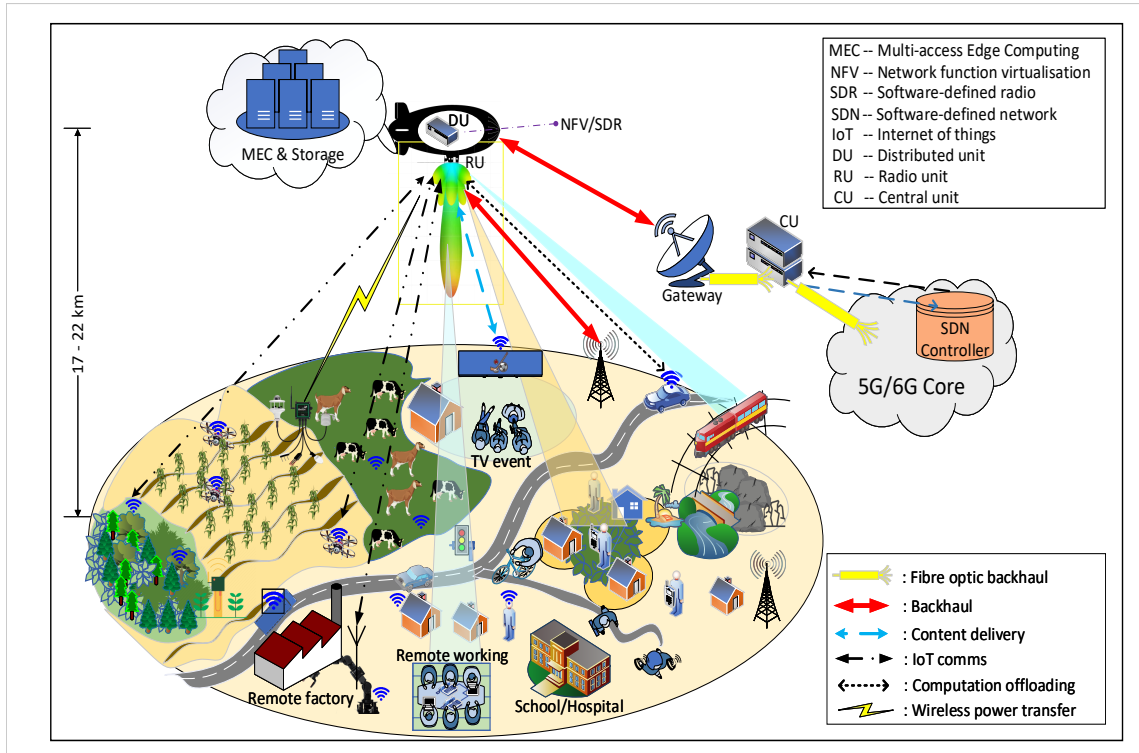 MEC -- Multi-access Edge Computing
NFV -- Network function virtualisation
SDR -- Software-defined radio
SDN -- Software-defined network
IoT -- Internet of things
DU -- Distributed unit
RU -- Radio unit
CU -- Central unit
MEC & Storage
DU
NFV/SDR
RU
CU
Gateway
SDN
Controller
5G/6G Core
17 - 22 km
TV event
Remote working
Remote factory
School/Hospital
: Fibre optic backhaul
: Backhaul
: Content delivery
: IoT comms
: Computation offloading
: Wireless power transfer